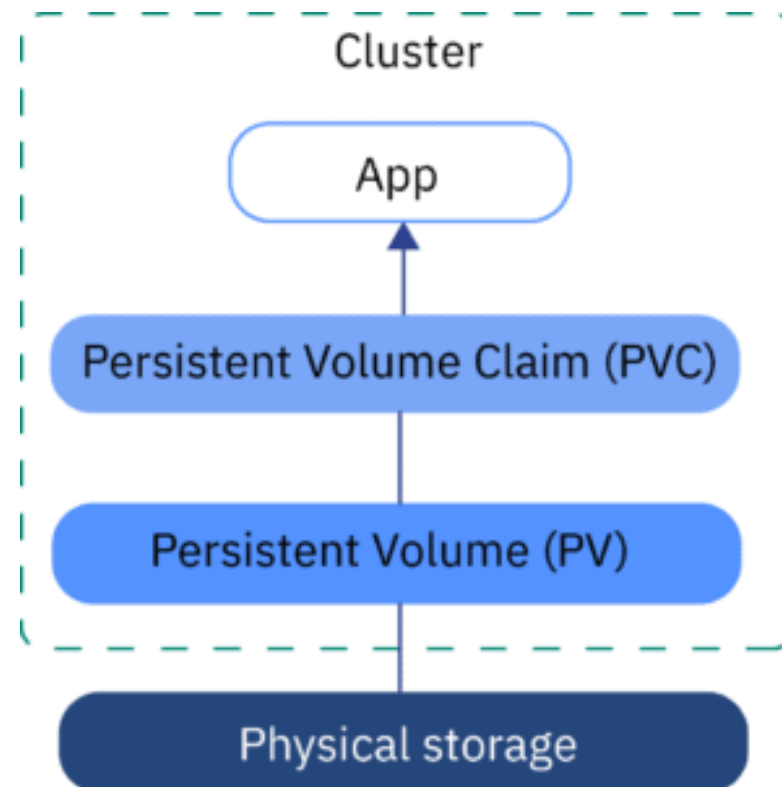 Cluster
App
Persistent Volume Claim (PVC)
Persistent Volume (PV)
Physical storage